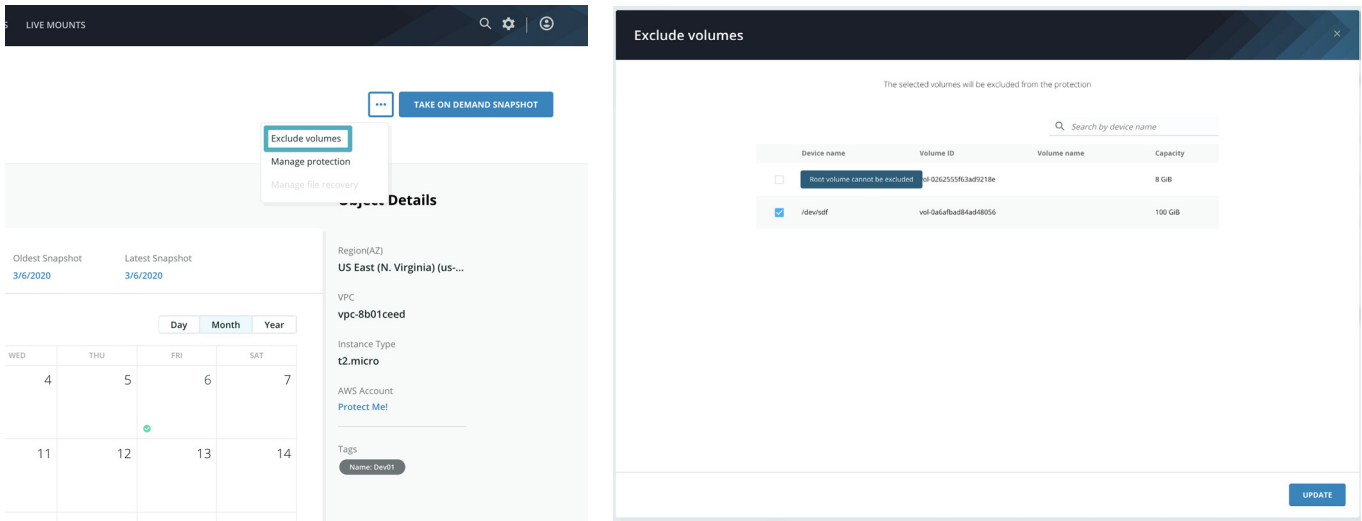 LIVE MOUNTS
TAKE ON DEMAND SNAPSHOT
Exclude volumes
Manage protection
Manage file recovery
Details
Oldest Snapshot Latest Snapshot
3/6/2020 3/6/2020
Day Month Year
WED THU FRI SAT
4 5 6 7
11 12 13 14
Region(AZ)
US East (N. Virginia) (us-...
VPC
vpc-8b01ceed
Instance Type
t2.micro
AWS Account
Protect Me!
Tags
Name: Dev01
Exclude volumes
The selected volumes will be excluded from the protection
Search by device name
Device name Volume ID Volume name Capacity
Root volume cannot be excluded vol-0262555f63ad9218e 8 GiB
/dev/sdf vol-0a6afbad84ad48056 100 GiB
UPDATE